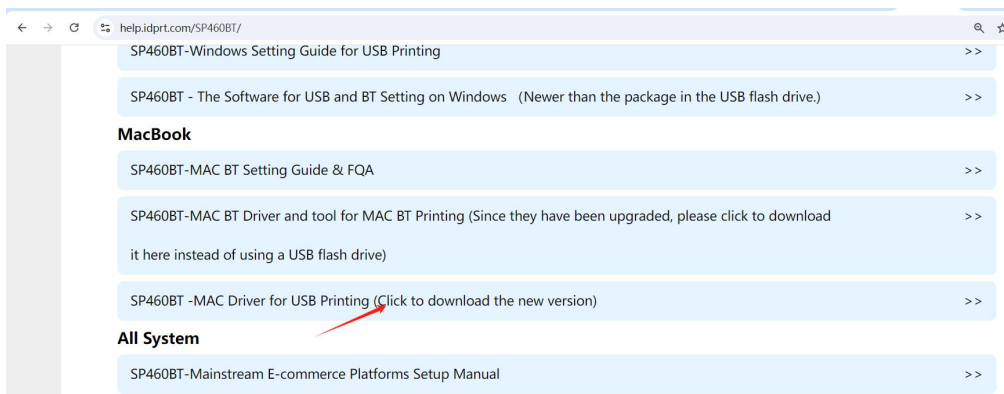 help.idprt.com/SP460BT/
SP460BT-Windows Setting Guide for USB Printing >>
SP460BT - The Software for USB and BT Setting on Windows （Newer than the package in the USB flash drive.) >>
MacBook
SP460BT-MAC BT Setting Guide & FQA >>
SP460BT-MAC BT Driver and tool for MAC BT Printing (Since they have been upgraded, please click to download >>
it here instead of using a USB flash drive)
SP460BT -MAC Driver for USB Printing (Click to download the new version) >>
All System
SP460BT-Mainstream E-commerce Platforms Setup Manual >>